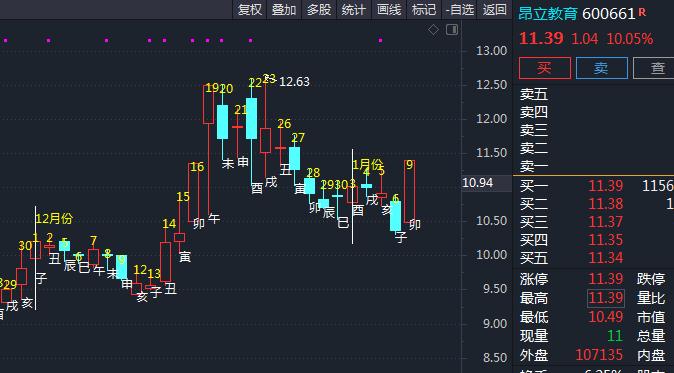 复权 叠加 多股 统计 画线 标记 -自选 返回
昂立教育 600661 R
11.39 1.04 10.05%
买 卖 查
卖五
卖四
卖三
卖二
卖一
买一 11.39 1156
买二 11.38 1
买三 11.37
买四 11.35
买五 11.34
涨停 11.39 跌停
最高 11.39 量比
最低 10.49 市值
现量 11 总量
外盘 107135 内盘
13.00
12.50
12.00
11.50
10.94
10.50
10.00
9.50
9.00
8.50
12.63
12月份
1月份
29 30 1 2 5 6 7 8 9 12 13 14 15 16 19 20 21 22 23 26 27 28 29 30 3 4 5 6 9
戌 亥 子 丑 辰 巳 午 未 申 亥 子 丑 寅 卯 午 未 申 酉 戌 丑 寅 卯 辰 巳 酉 戌 亥 子 卯